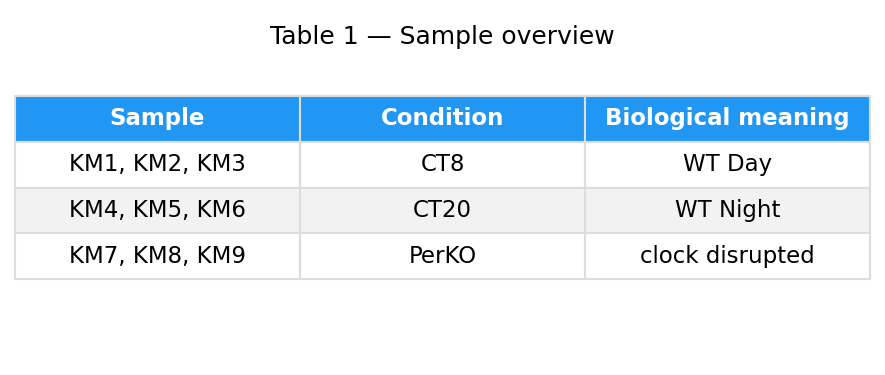 Table 1 — Sample overview
Sample Condition Biological meaning
KM1, KM2, KM3 CT8 WT Day
KM4, KM5, KM6 CT20 WT Night
KM7, KM8, KM9 PerKO clock disrupted